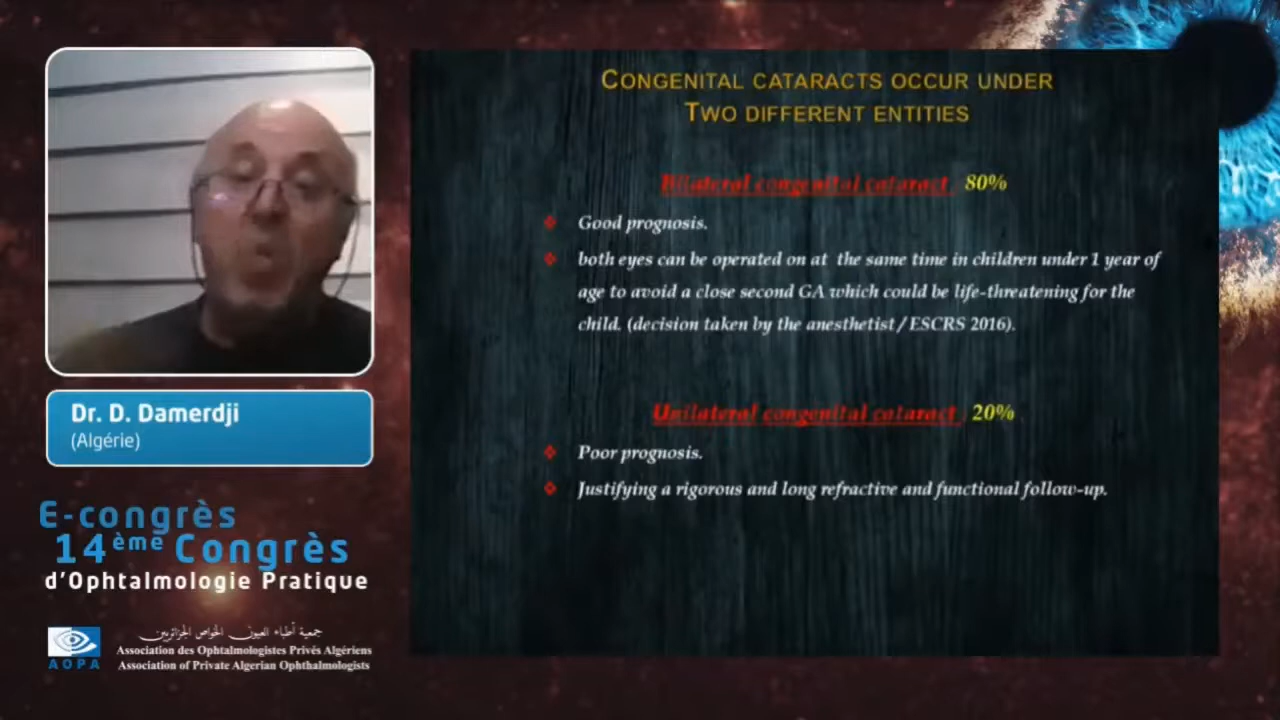 CONGENITAL CATARACTS OCCUR UNDER
TWO DIFFERENT ENTITIES
Bilateral congenital cataract 80%
❖ Good prognosis.
❖ both eyes can be operated on at the same time in children under 1 year of
age to avoid a close second GA which could be life-threatening for the
child. (decision taken by the anesthetist / ESCRS 2016).
Unilateral congenital cataract 20%
❖ Poor prognosis.
❖ Justifying a rigorous and long refractive and functional follow-up.
Dr. D. Damerdji
(Algérie)
E-congrès
14ème Congrès
d'Ophtalmologie Pratique
جمعية أطباء العيون الخواص الجزائريين
AOPA
Association des Ophtalmologistes Privés Algériens
Association of Private Algerian Ophthalmologists